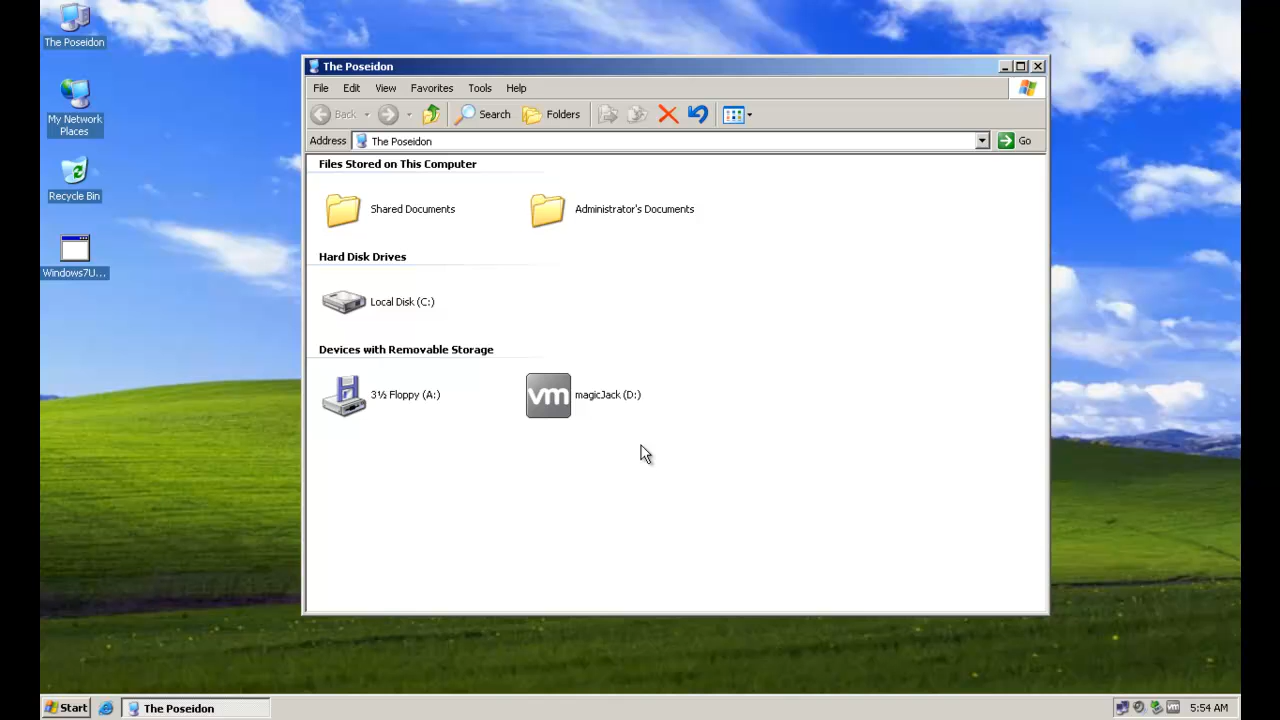 The Poseidon
My Network
Places
Recycle Bin
Windows7U...
The Poseidon
File Edit View Favorites Tools Help
Back Search Folders
Address The Poseidon Go
Files Stored on This Computer
Shared Documents Administrator's Documents
Hard Disk Drives
Local Disk (C:)
Devices with Removable Storage
3½ Floppy (A:) vm magicJack (D:)
Start The Poseidon vm 5:54 AM